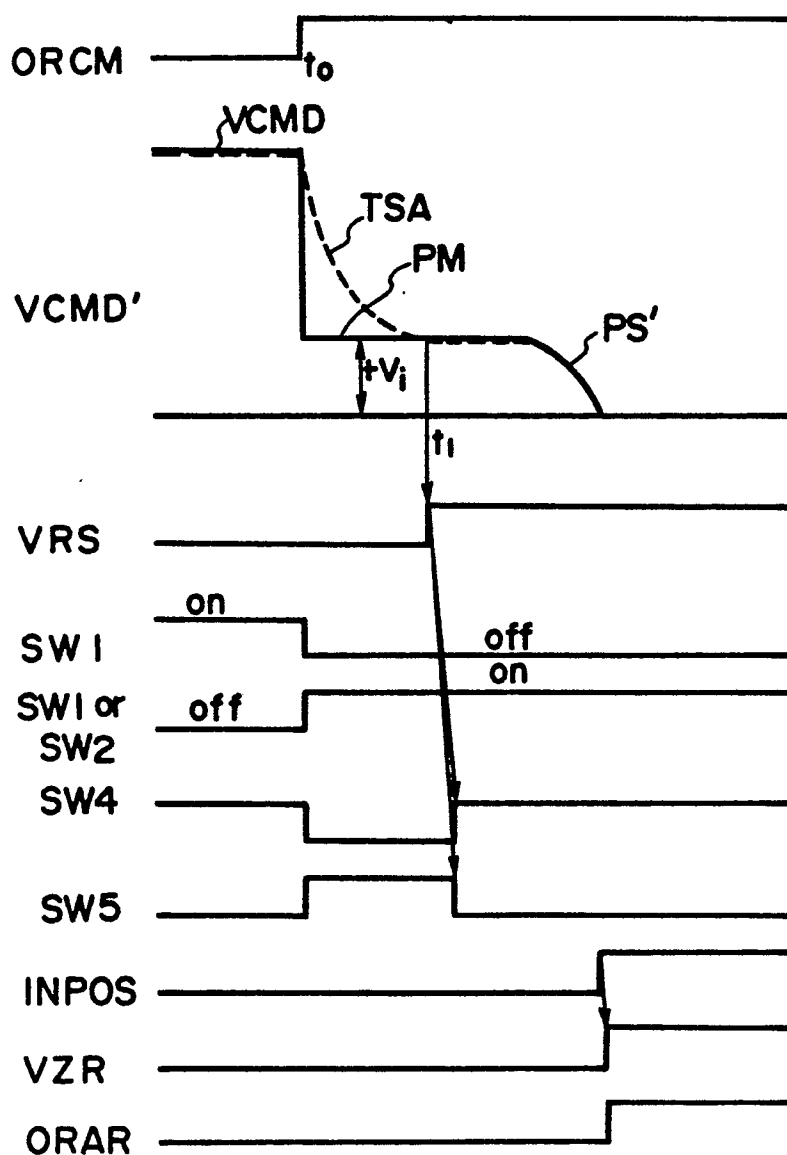 ORCM
t0
VCMD
TSA
PM
VCMD'
PS'
+Vi
t1
VRS
on
SW1
off
on
SW1 or
off
SW2
SW4
SW5
INPOS
VZR
ORAR